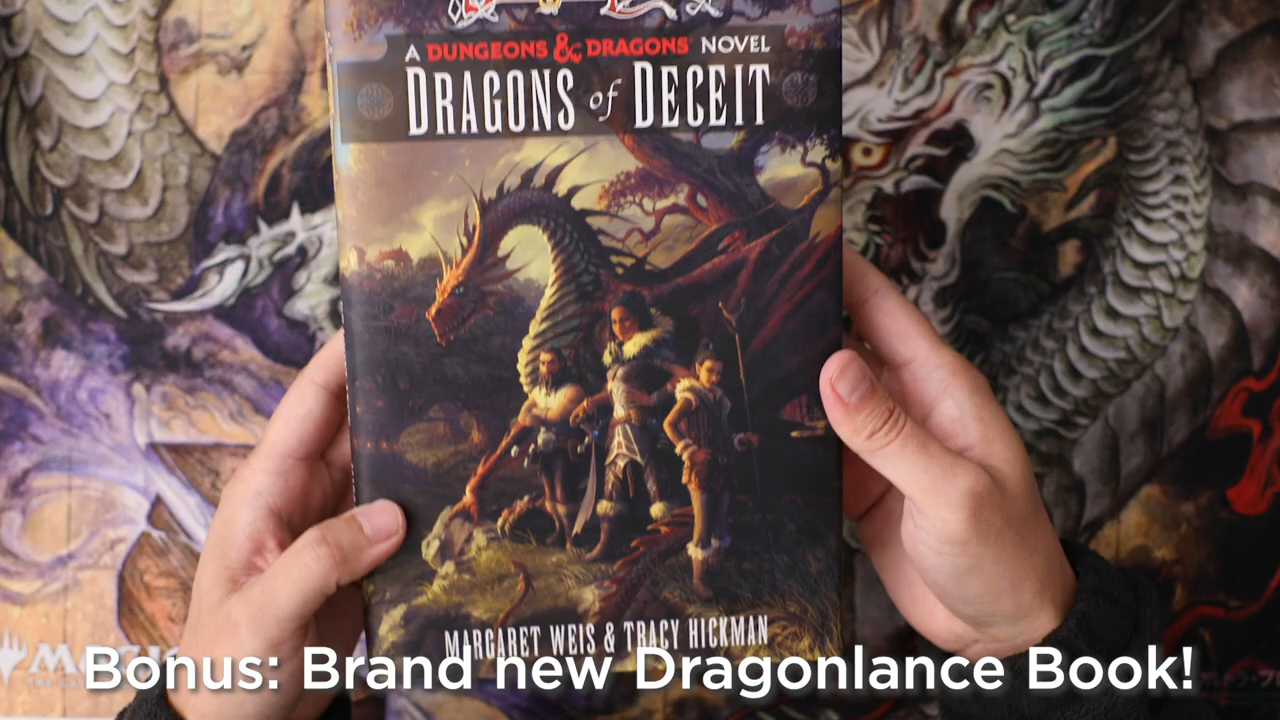 A DUNGEONS & DRAGONS NOVEL
DRAGONS of DECEIT
MARGARET WEIS & TRACY HICKMAN
Bonus: Brand new Dragonlance Book!